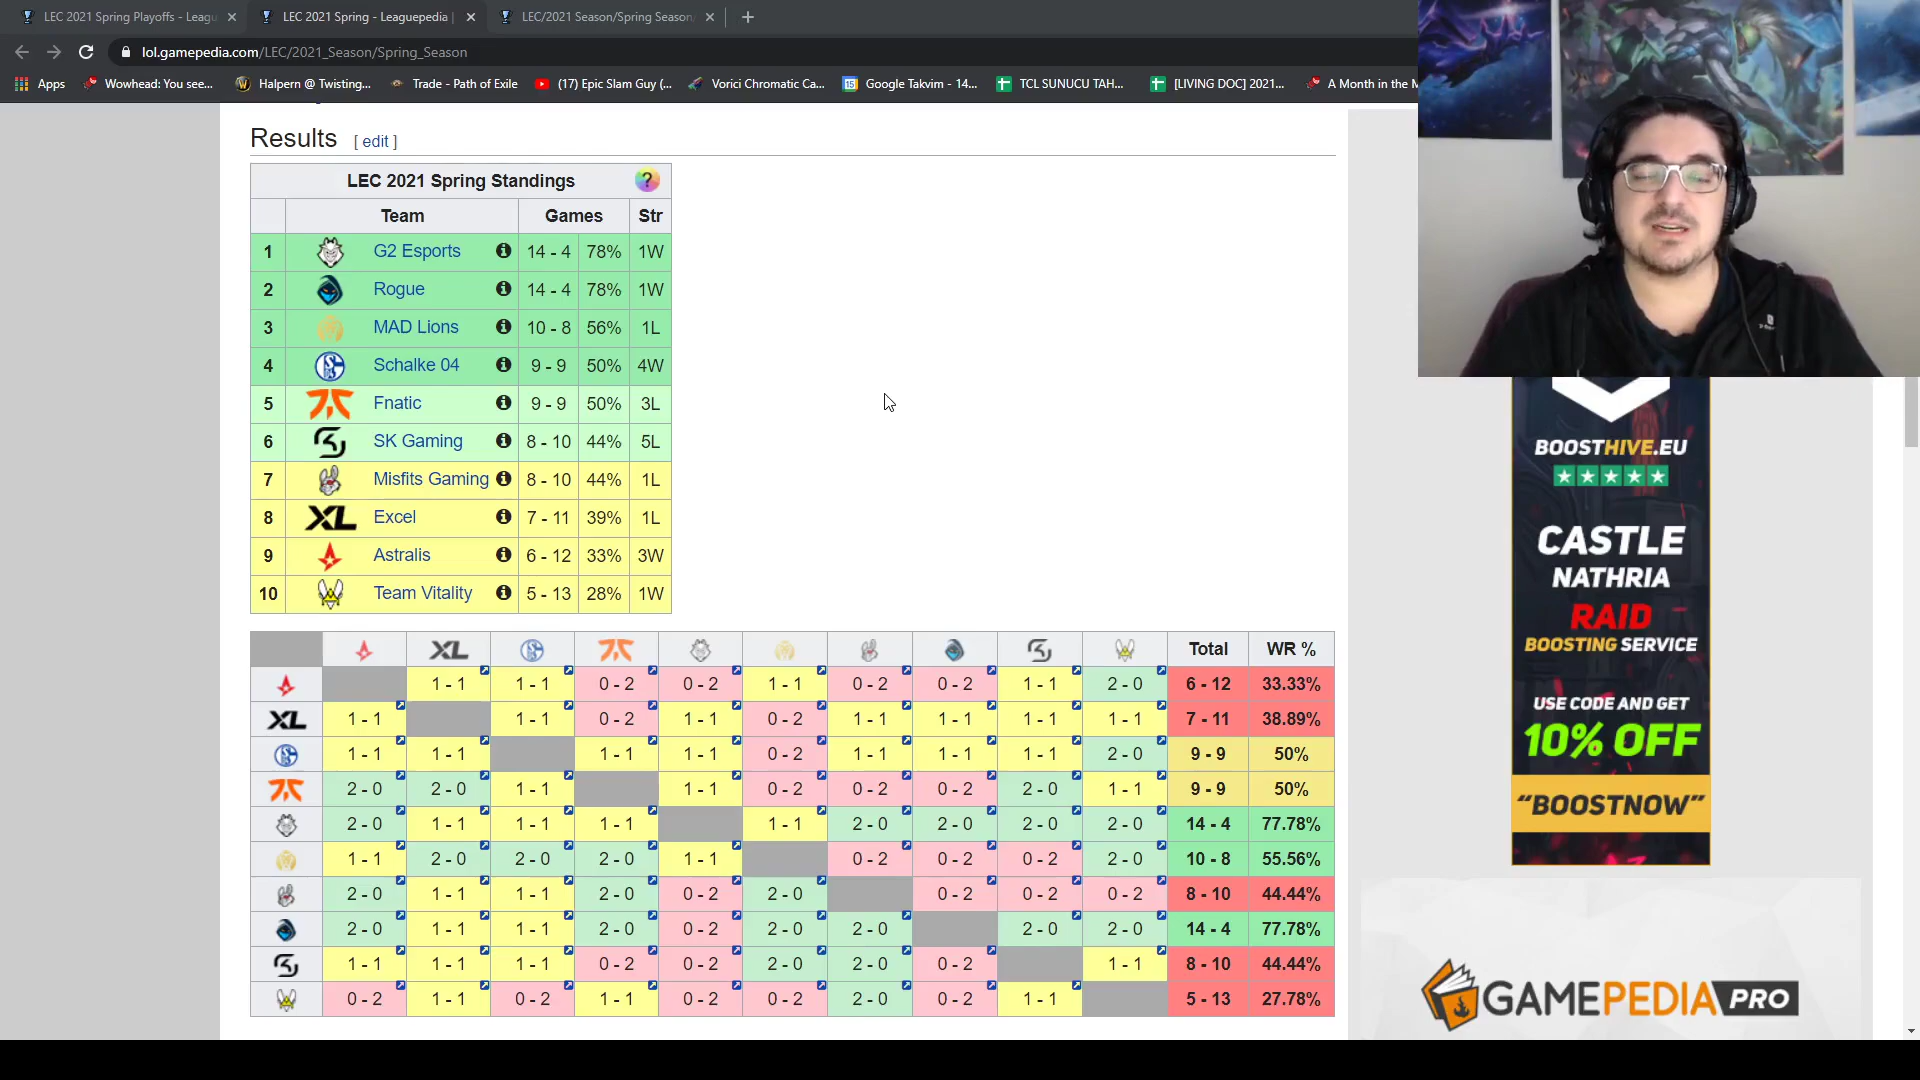 LEC 2021 Spring Playoffs - Leagu
LEC 2021 Spring - Leaguepedia |
LEC/2021 Season/Spring Season
lol.gamepedia.com/LEC/2021_Season/Spring_Season
Apps Wowhead: You see... Halpern @ Twisting... Trade - Path of Exile (17) Epic Slam Guy (... Vorici Chromatic Ca... Google Takvim - 14... TCL SUNUCU TAH... [LIVING DOC] 2021... A Month in the M
Results [ edit ]
LEC 2021 Spring Standings ?
Team Games Str
1 G2 Esports 14 - 4 78% 1W
2 Rogue 14 - 4 78% 1W
3 MAD Lions 10 - 8 56% 1L
4 Schalke 04 9 - 9 50% 4W
5 Fnatic 9 - 9 50% 3L
6 SK Gaming 8 - 10 44% 5L
7 Misfits Gaming 8 - 10 44% 1L
8 XL Excel 7 - 11 39% 1L
9 Astralis 6 - 12 33% 3W
10 Team Vitality 5 - 13 28% 1W
XL Total WR %
1 - 1 1 - 1 0 - 2 0 - 2 1 - 1 0 - 2 0 - 2 1 - 1 2 - 0 6 - 12 33.33%
XL 1 - 1 1 - 1 0 - 2 1 - 1 0 - 2 1 - 1 1 - 1 1 - 1 1 - 1 7 - 11 38.89%
1 - 1 1 - 1 1 - 1 1 - 1 0 - 2 1 - 1 1 - 1 1 - 1 2 - 0 9 - 9 50%
2 - 0 2 - 0 1 - 1 1 - 1 0 - 2 0 - 2 0 - 2 2 - 0 1 - 1 9 - 9 50%
2 - 0 1 - 1 1 - 1 1 - 1 1 - 1 2 - 0 2 - 0 2 - 0 2 - 0 14 - 4 77.78%
1 - 1 2 - 0 2 - 0 2 - 0 1 - 1 0 - 2 0 - 2 0 - 2 2 - 0 10 - 8 55.56%
2 - 0 1 - 1 1 - 1 2 - 0 0 - 2 2 - 0 0 - 2 0 - 2 0 - 2 8 - 10 44.44%
2 - 0 1 - 1 1 - 1 2 - 0 0 - 2 2 - 0 2 - 0 2 - 0 2 - 0 14 - 4 77.78%
1 - 1 1 - 1 1 - 1 0 - 2 0 - 2 2 - 0 2 - 0 0 - 2 1 - 1 8 - 10 44.44%
0 - 2 1 - 1 0 - 2 1 - 1 0 - 2 0 - 2 2 - 0 0 - 2 1 - 1 5 - 13 27.78%
BOOSTHIVE.EU
CASTLE
NATHRIA
RAID
BOOSTING SERVICE
USE CODE AND GET
10% OFF
“BOOSTNOW”
GAMEPEDIA PRO